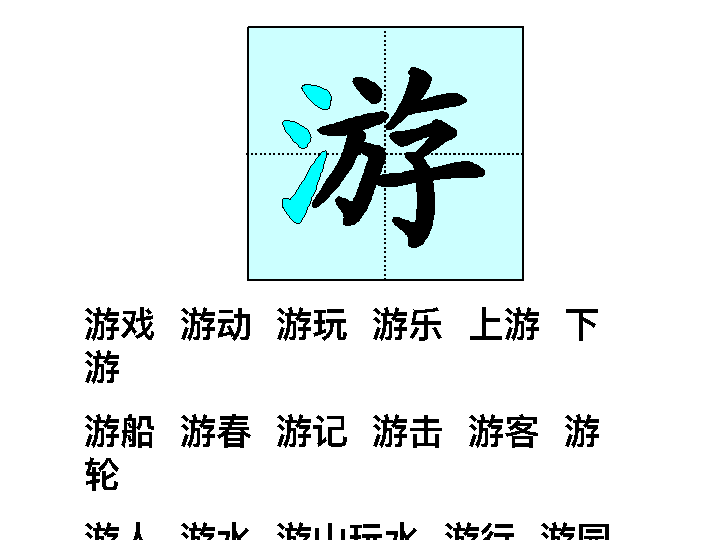 游
游戏 游动 游玩 游乐 上游 下
游
游船 游春 游记 游击 游客 游
轮
游人 游水 游山玩水 游行 游园